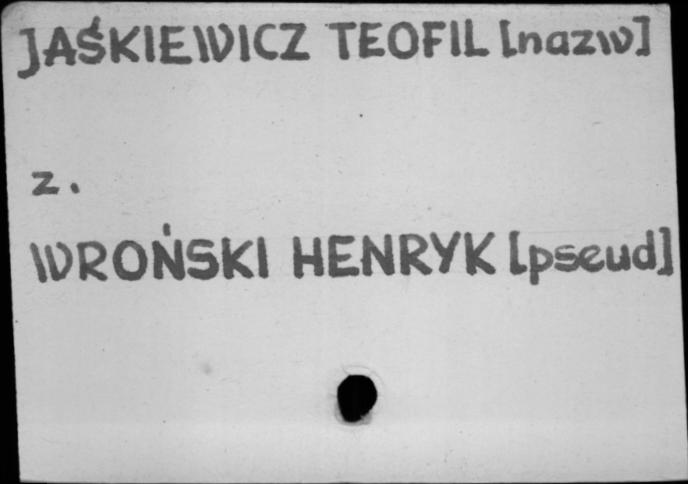 JAŚKIEWICZ TEOFIL [nazw]
z.
WROŃSKI HENRYK [pseud]